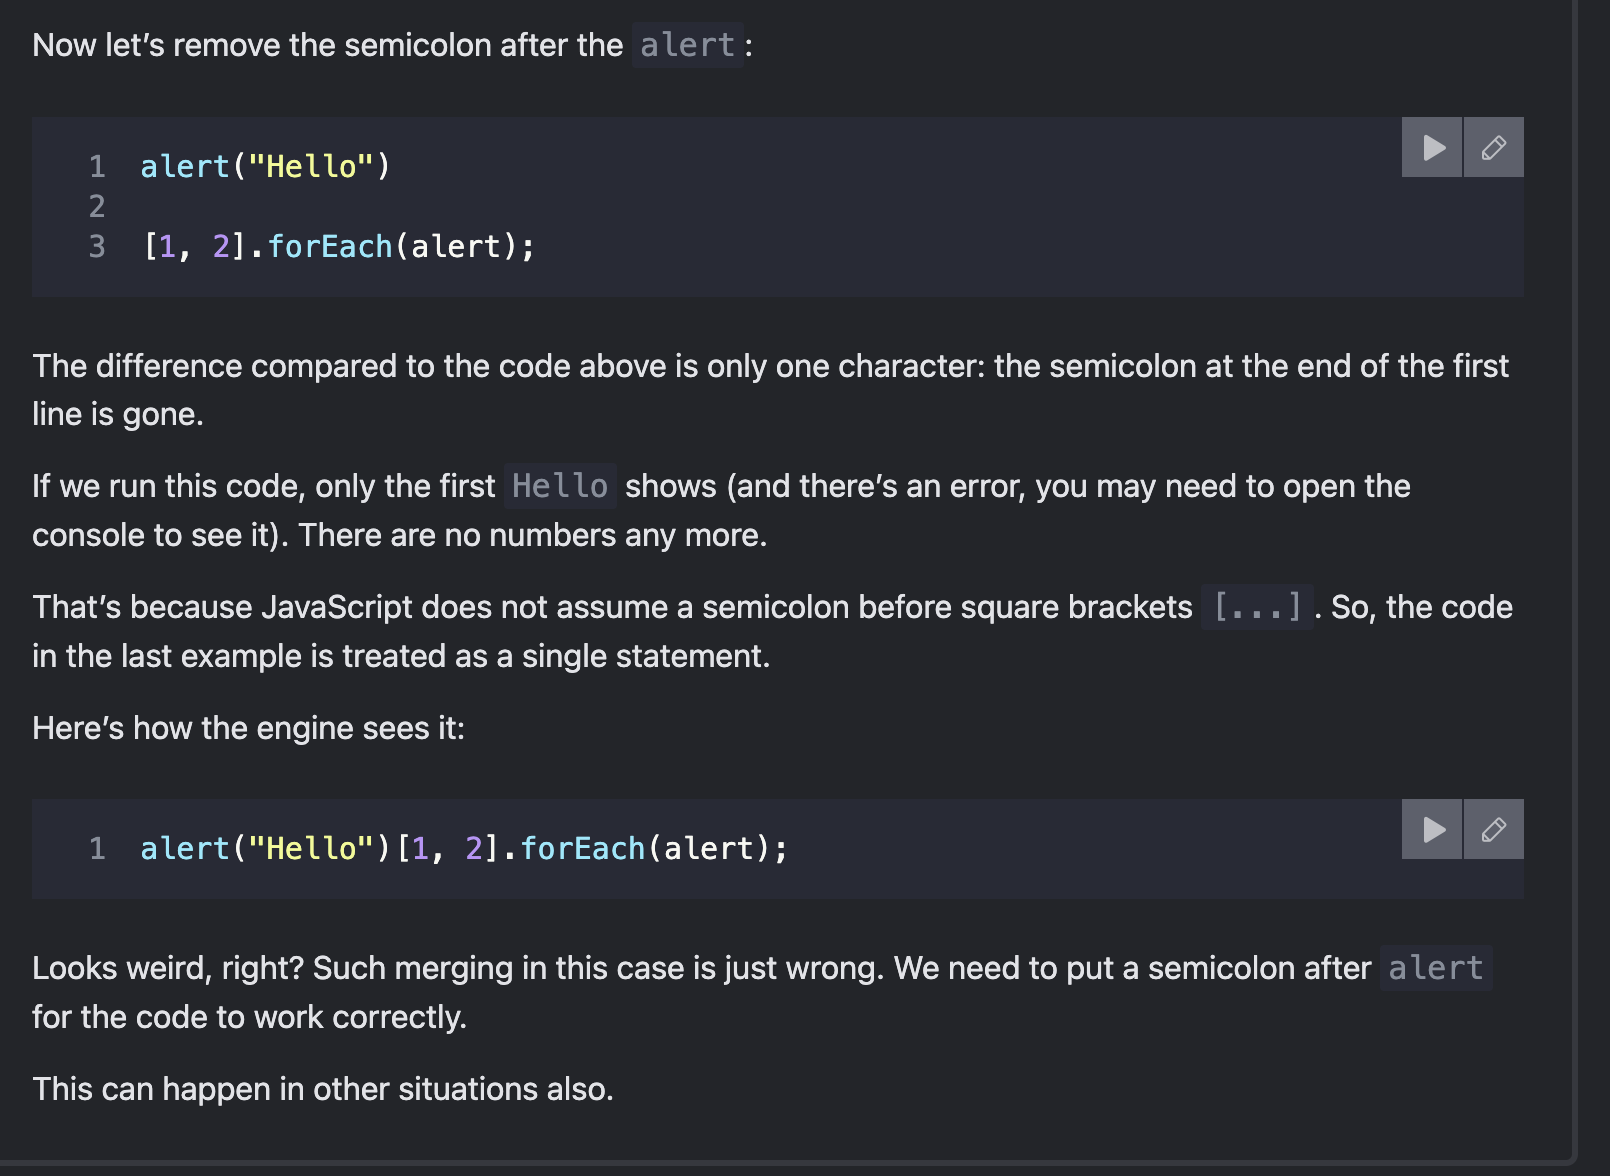 Now let’s remove the semicolon after the alert:
1 alert("Hello")
2
3 [1, 2].forEach(alert);
The difference compared to the code above is only one character: the semicolon at the end of the first
line is gone.
If we run this code, only the first Hello shows (and there’s an error, you may need to open the
console to see it). There are no numbers any more.
That’s because JavaScript does not assume a semicolon before square brackets [...]. So, the code
in the last example is treated as a single statement.
Here’s how the engine sees it:
1 alert("Hello")[1, 2].forEach(alert);
Looks weird, right? Such merging in this case is just wrong. We need to put a semicolon after alert
for the code to work correctly.
This can happen in other situations also.